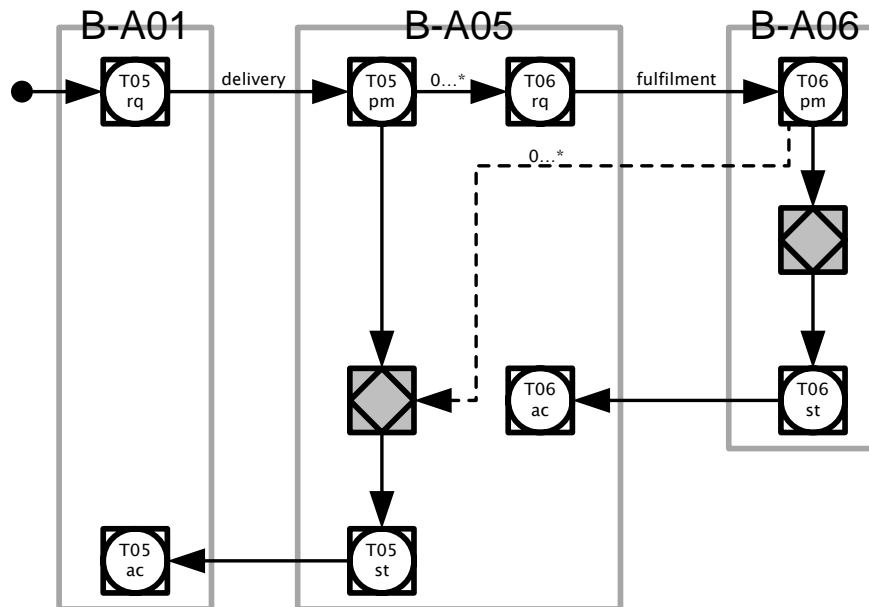 B-A01
B-A05
B-A06
T05
rq
delivery
T05
pm
0...*
T06
rq
fulfilment
T06
pm
0...*
T06
ac
T06
st
T05
ac
T05
st